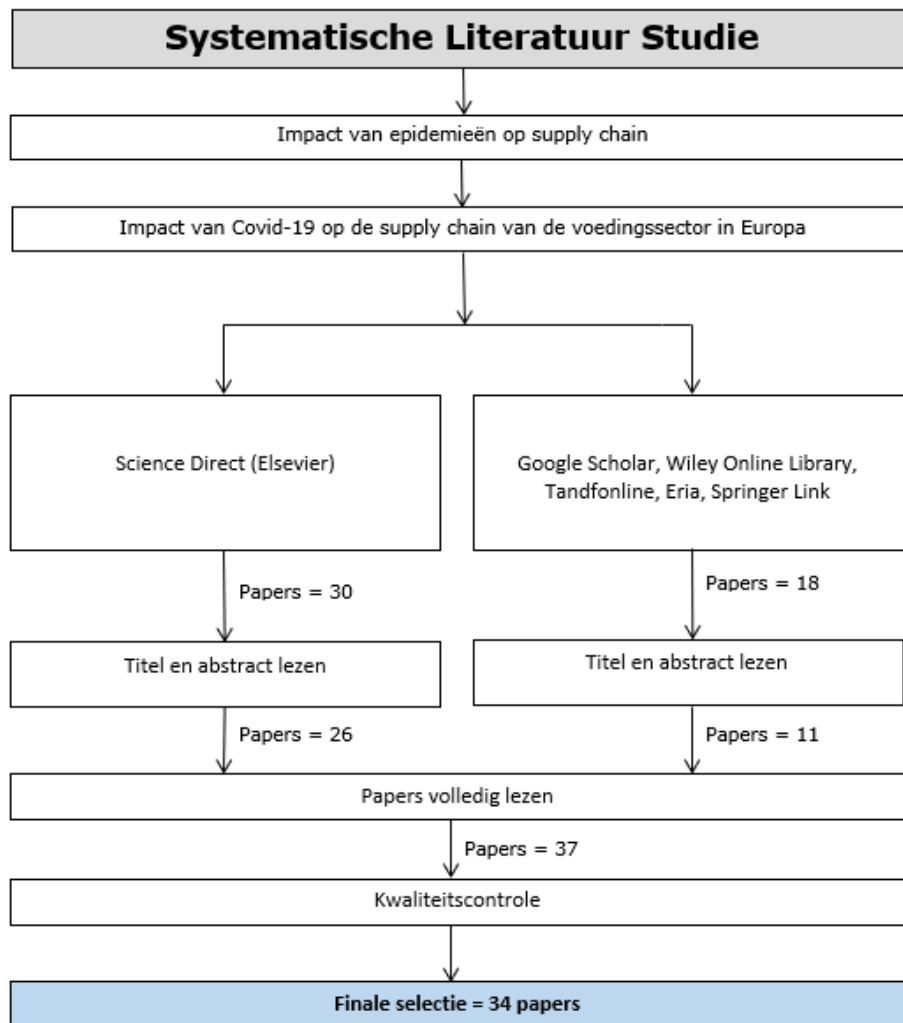 Systematische Literatuur Studie
Impact van epidemieën op supply chain
Impact van Covid-19 op de supply chain van de voedingssector in Europa
Science Direct (Elsevier)
Google Scholar, Wiley Online Library,
Tandfonline, Eria, Springer Link
Papers = 30
Papers = 18
Titel en abstract lezen
Titel en abstract lezen
Papers = 26
Papers = 11
Papers volledig lezen
Papers = 37
Kwaliteitscontrole
Finale selectie = 34 papers